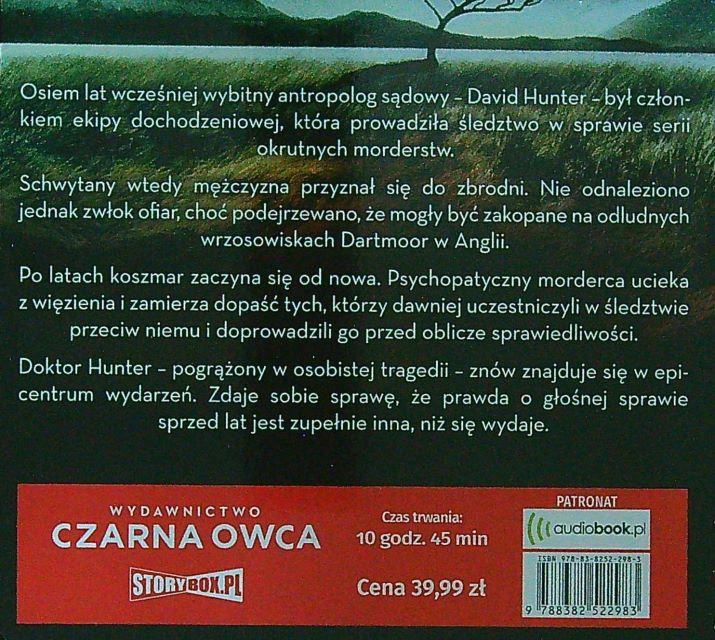 Osiem lat wcześniej wybitny antropolog sądowy – David Hunter – był człon-
kiem ekipy dochodzeniowej, która prowadziła śledztwo w sprawie serii
okrutnych morderstw.
Schwytany wtedy mężczyzna przyznał się do zbrodni. Nie odnaleziono
jednak zwłok ofiar, choć podejrzewano, że mogły być zakopane na odludnych
wrzosowiskach Dartmoor w Anglii.
Po latach koszmar zaczyna się od nowa. Psychopatyczny morderca ucieka
z więzienia i zamierza dopaść tych, którzy dawniej uczestniczyli w śledztwie
przeciw niemu i doprowadzili go przed oblicze sprawiedliwości.
Doktor Hunter – pogrążony w osobistej tragedii – znów znajduje się w epi-
centrum wydarzeń. Zdaje sobie sprawę, że prawda o głośnej sprawie
sprzed lat jest zupełnie inna, niż się wydaje.
WYDAWNICTWO
CZARNA OWCA
STORYBOX.PL
Czas trwania:
10 godz. 45 min
Cena 39,99 zł
PATRONAT
audiobook.pl
ISBN 978-83-8252-298-3
9 788382 522983